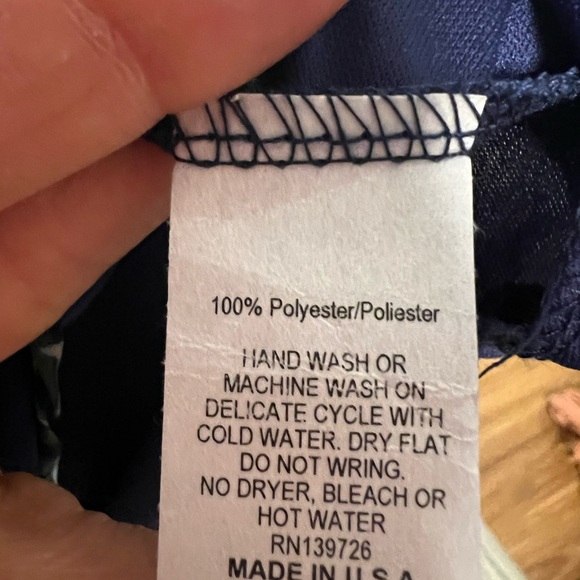 100% Polyester/Poliester
HAND WASH OR
MACHINE WASH ON
DELICATE CYCLE WITH
COLD WATER. DRY FLAT
DO NOT WRING.
NO DRYER, BLEACH OR
HOT WATER
RN139726
MADE IN U.S.A